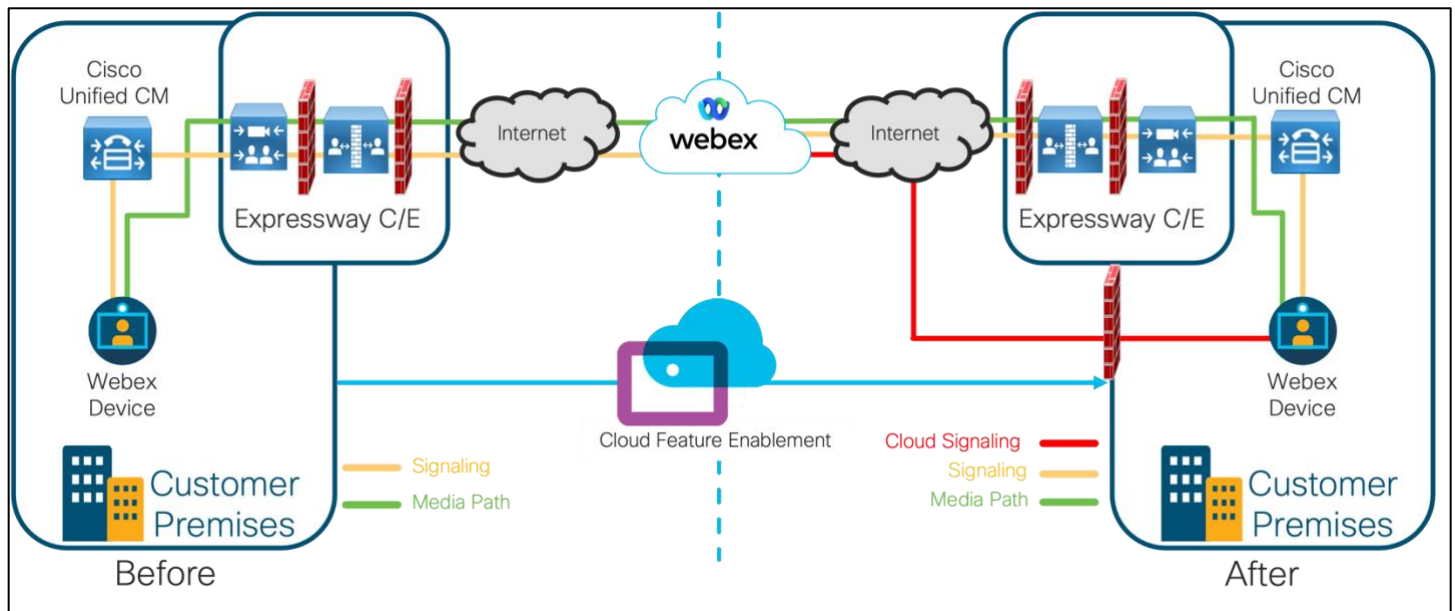 Cisco
Unified CM
Expressway C/E
Internet
webex
Internet
Cisco
Unified CM
Expressway C/E
Webex
Device
Webex
Device
Cloud Feature Enablement
Signaling
Media Path
Cloud Signaling
Signaling
Media Path
Customer
Premises
Customer
Premises
Before
After